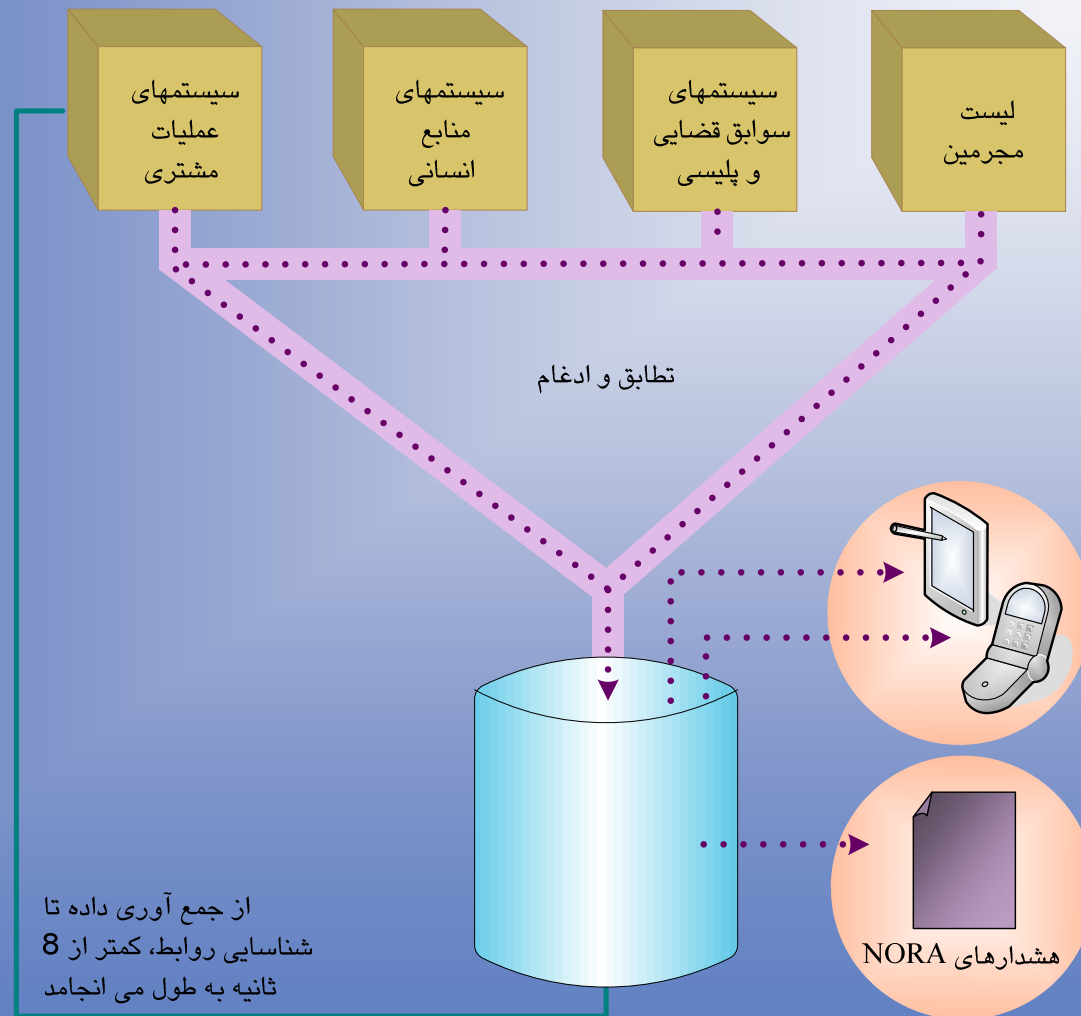 لیست
مجرمین
سیستمهای
سوابق قضایی
و پلیسی
سیستمهای
منابع
انسانی
سیستمهای
عملیات
مشتری
تطابق و ادغام
هشدارهای NORA
از جمع آوری داده تا
شناسایی روابط، کمتر از 8
ثانیه به طول می انجامد